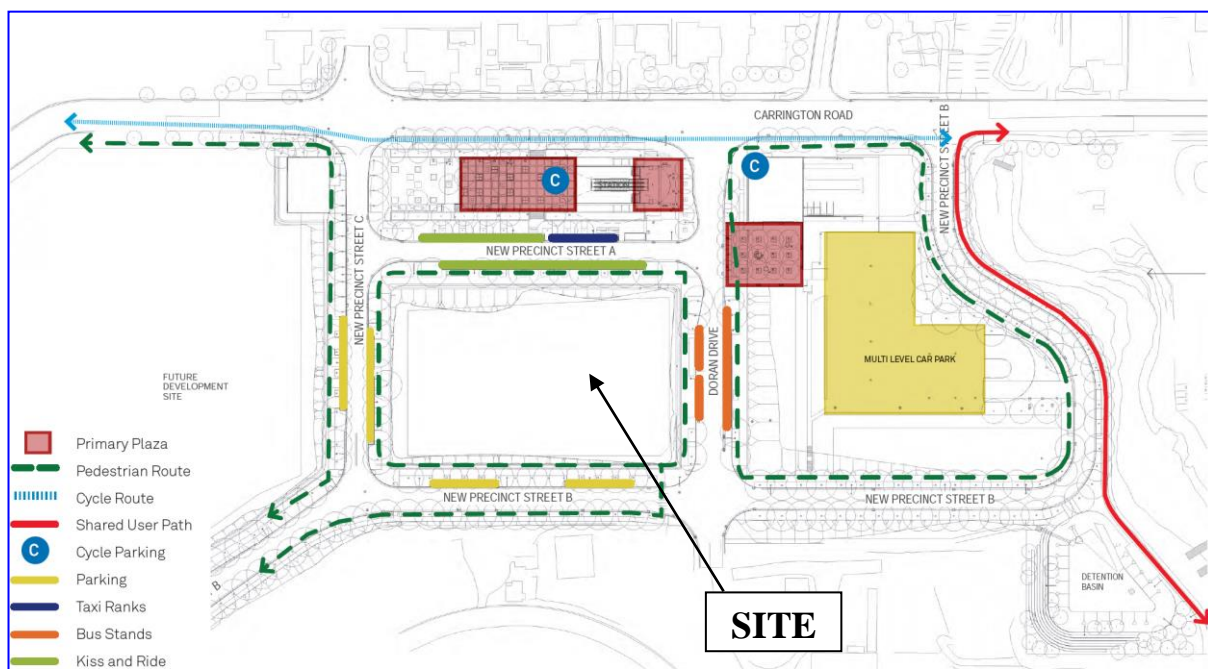 CARRINGTON ROAD
NEW PRECINCT STREET B
C
C
STATION
NEW PRECINCT STREET A
NEW PRECINCT STREET C
DORAN DRIVE
MULTI LEVEL CAR PARK
FUTURE
DEVELOPMENT
SITE
NEW PRECINCT STREET B
NEW PRECINCT STREET B
B
DETENTION
BASIN
SITE
Primary Plaza
Pedestrian Route
Cycle Route
Shared User Path
C
Cycle Parking
Parking
Taxi Ranks
Bus Stands
Kiss and Ride